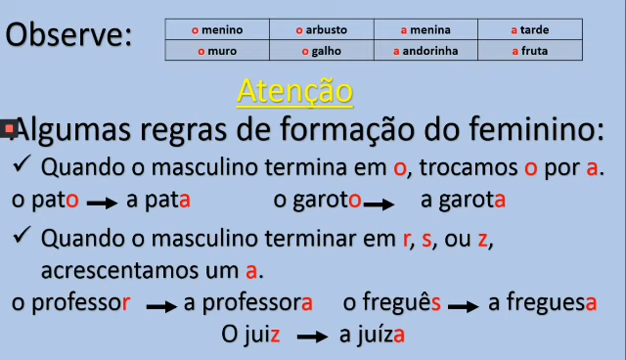 Observe:
o menino o arbusto a menina a tarde
o muro o galho a andorinha a fruta
Atenção
Algumas regras de formação do feminino:
✓ Quando o masculino termina em o, trocamos o por a.
o pato → a pata o garoto → a garota
✓ Quando o masculino terminar em r, s, ou z,
acrescentamos um a.
o professor → a professora o freguês → a freguesa
O juiz → a juíza